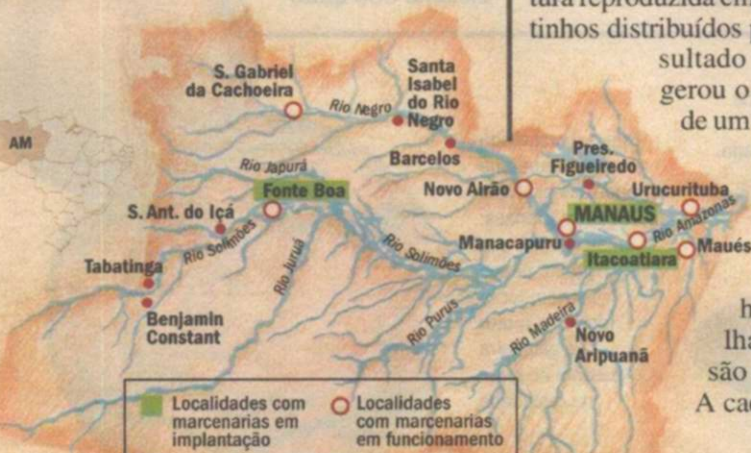 tura reproduzida em
tinhos distribuídos
sultado
gerou o
de um
AM
S. Gabriel
da Cachoeira
Rio Negro
Santa
Isabel
do Rio
Negro
Barcelos
Pres.
Figueiredo
Rio Japurá
Fonte Boa
Novo Airão
Urucurituba
S. Ant. do Içá
MANAUS
Rio Amazonas
Rio Solimões
Rio Solimões
Manacapuru
Maués
Itacoatiara
Tabatinga
Rio Juruá
Benjamin
Constant
Rio Purus
Rio Madeira
Novo
Aripuanã
h
lha
são
A cad
Localidades com
marcenarias em
implantação
Localidades
com marcenarias
em funcionamento